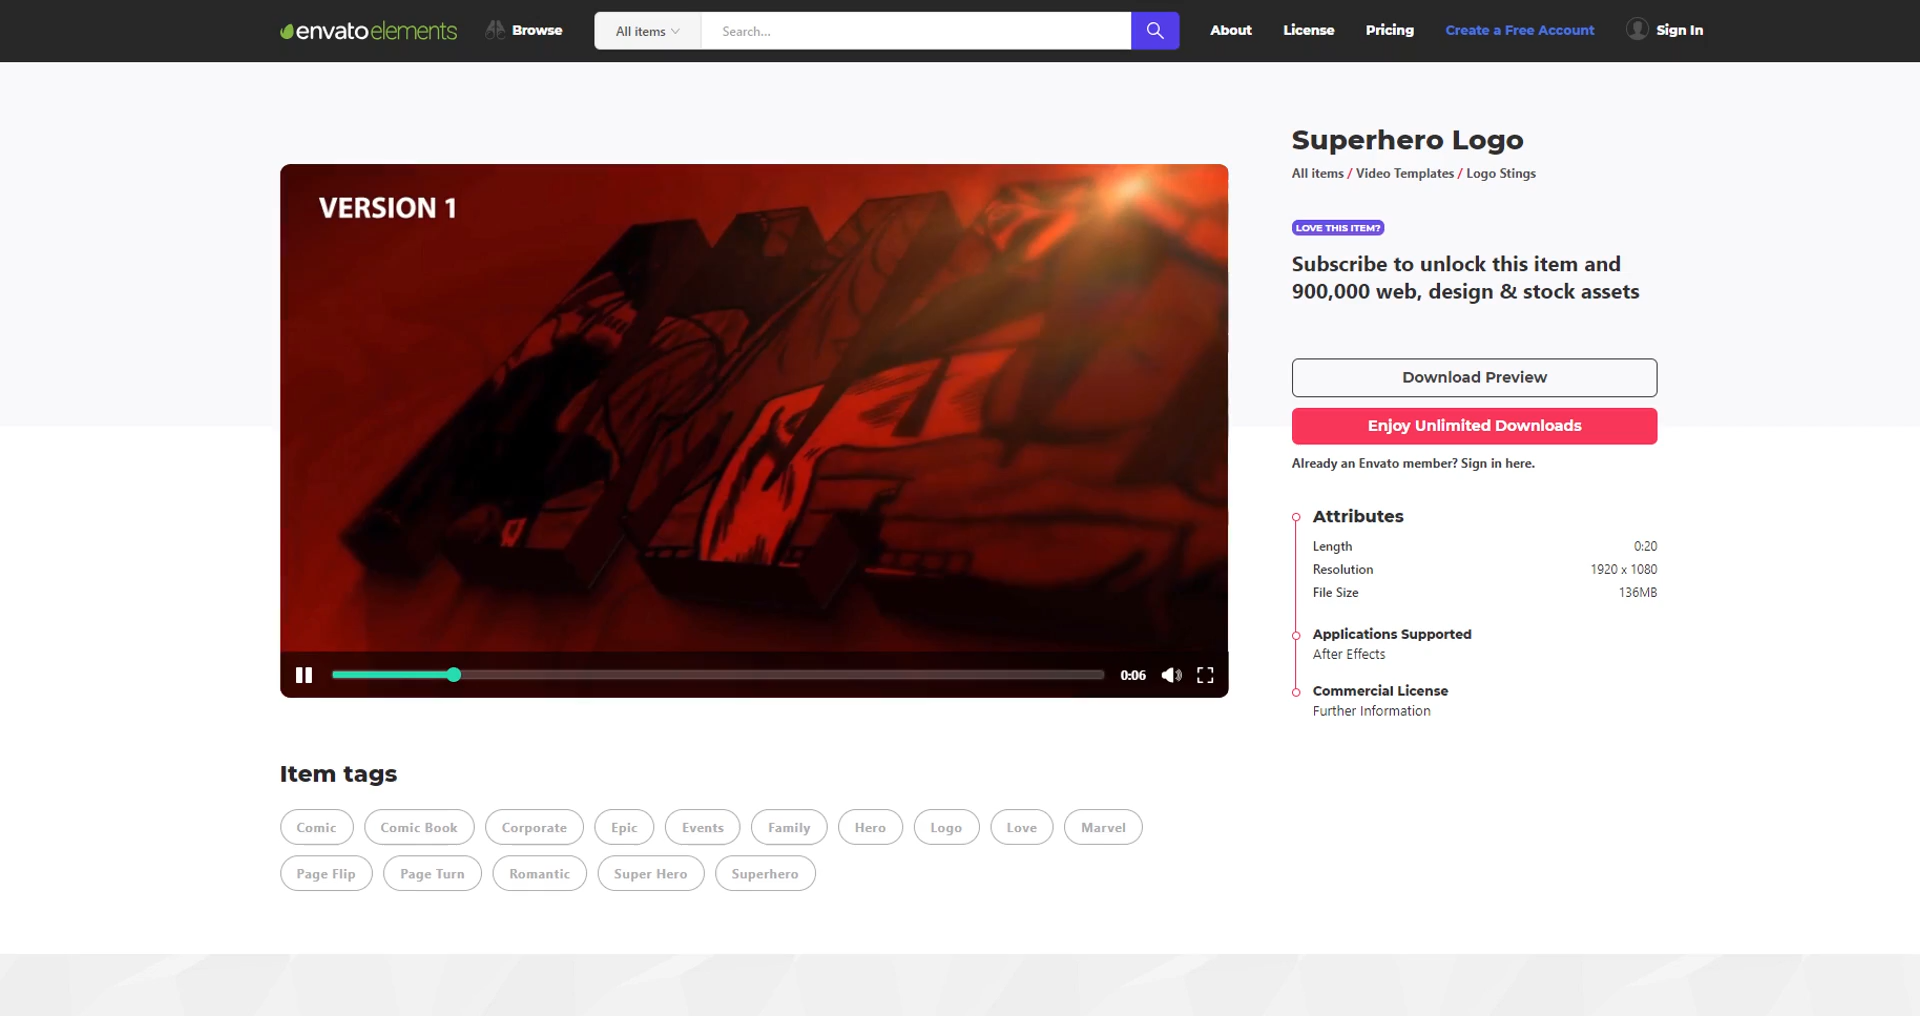 envatoelements
Browse
All items
Search...
About
License
Pricing
Create a Free Account
Sign In
VERSION 1
0:06
Superhero Logo
All items / Video Templates / Logo Stings
LOVE THIS ITEM?
Subscribe to unlock this item and
900,000 web, design & stock assets
Download Preview
Enjoy Unlimited Downloads
Already an Envato member? Sign in here.
Attributes
Length 0:20
Resolution 1920 x 1080
File Size 136MB
Applications Supported
After Effects
Commercial License
Further Information
Item tags
Comic Comic Book Corporate Epic Events Family Hero Logo Love Marvel
Page Flip Page Turn Romantic Super Hero Superhero